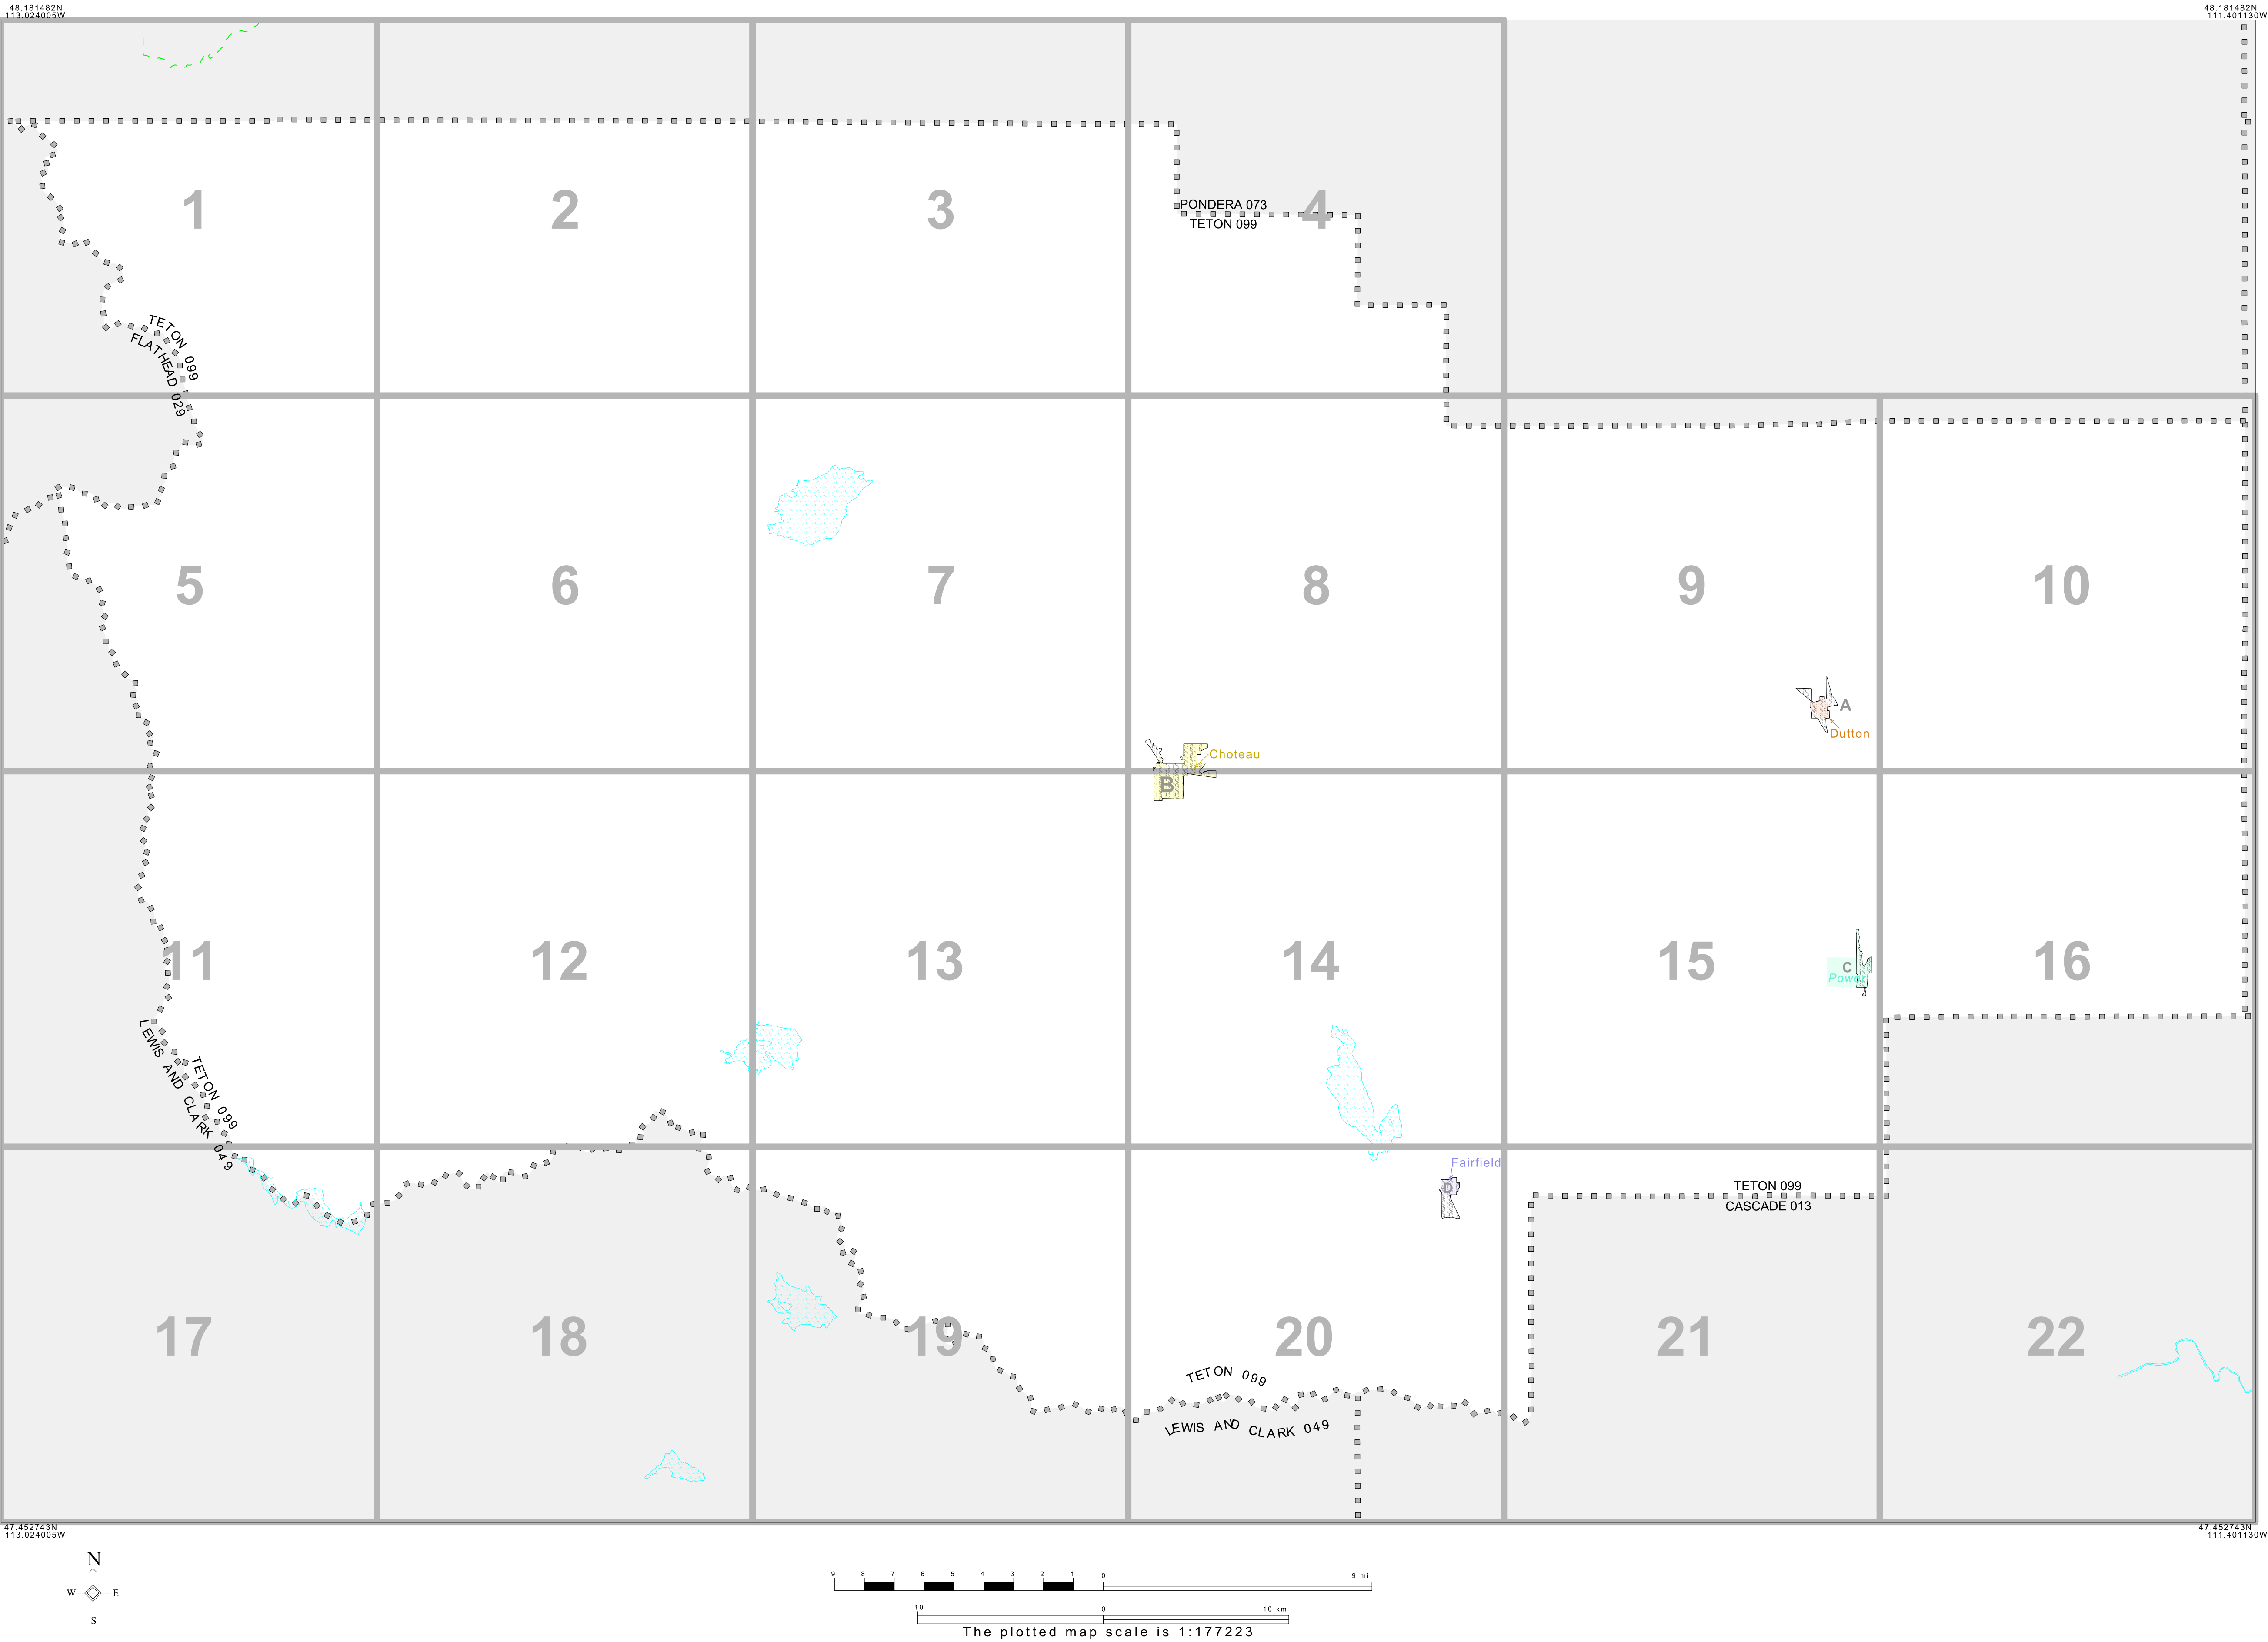 48.181482N
113.024005W
48.181482N
111.401130W
1
2
3
4
PONDERA 073
TETON 099
TETON 099
FLATHEAD 029
5
6
7
8
9
10
A
Dutton
Choteau
B
11
12
13
14
15
16
C
Power
LEWIS AND CLARK 049
TETON 099
Fairfield
D
TETON 099
CASCADE 013
17
18
19
20
21
22
TETON 099
LEWIS AND CLARK 049
47.452743N
113.024005W
47.452743N
111.401130W
N
W E
S
9 8 7 6 5 4 3 2 1 0 9 mi
10 0 10 km
The plotted map scale is 1:177223